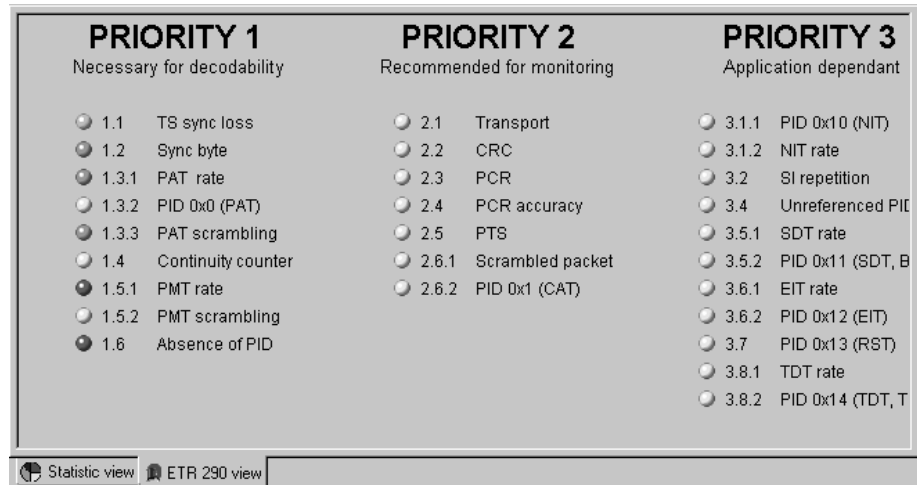 PRIORITY 1
Necessary for decodability
1.1 TS sync loss
1.2 Sync byte
1.3.1 PAT rate
1.3.2 PID 0x0 (PAT)
1.3.3 PAT scrambling
1.4 Continuity counter
1.5.1 PMT rate
1.5.2 PMT scrambling
1.6 Absence of PID
PRIORITY 2
Recommended for monitoring
2.1 Transport
2.2 CRC
2.3 PCR
2.4 PCR accuracy
2.5 PTS
2.6.1 Scrambled packet
2.6.2 PID 0x1 (CAT)
PRIORITY 3
Application dependant
3.1.1 PID 0x10 (NIT)
3.1.2 NIT rate
3.2 SI repetition
3.4 Unreferenced PID
3.5.1 SDT rate
3.5.2 PID 0x11 (SDT, B
3.6.1 EIT rate
3.6.2 PID 0x12 (EIT)
3.7 PID 0x13 (RST)
3.8.1 TDT rate
3.8.2 PID 0x14 (TDT, T
Statistic view ETR 290 view